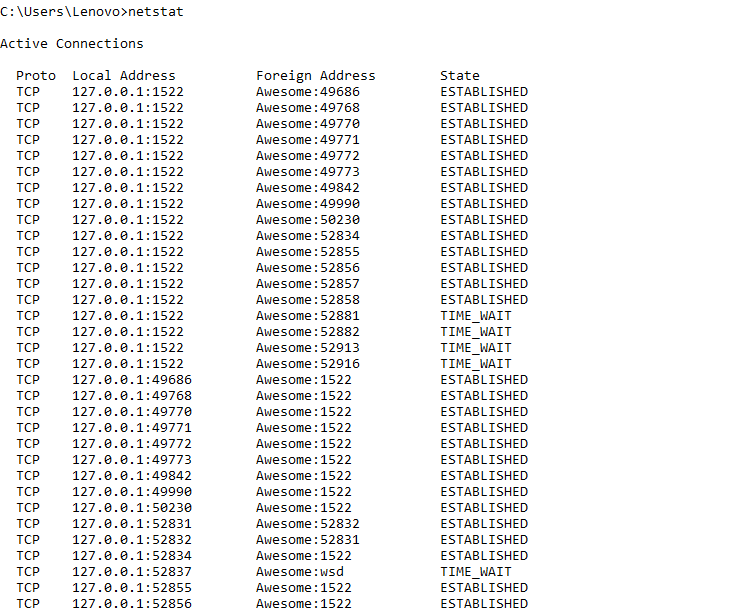 C:\Users\Lenovo>netstat
Active Connections
Proto  Local Address          Foreign Address        State
TCP    127.0.0.1:1522         Awesome:49686          ESTABLISHED
TCP    127.0.0.1:1522         Awesome:49768          ESTABLISHED
TCP    127.0.0.1:1522         Awesome:49770          ESTABLISHED
TCP    127.0.0.1:1522         Awesome:49771          ESTABLISHED
TCP    127.0.0.1:1522         Awesome:49772          ESTABLISHED
TCP    127.0.0.1:1522         Awesome:49773          ESTABLISHED
TCP    127.0.0.1:1522         Awesome:49842          ESTABLISHED
TCP    127.0.0.1:1522         Awesome:49990          ESTABLISHED
TCP    127.0.0.1:1522         Awesome:50230          ESTABLISHED
TCP    127.0.0.1:1522         Awesome:52834          ESTABLISHED
TCP    127.0.0.1:1522         Awesome:52855          ESTABLISHED
TCP    127.0.0.1:1522         Awesome:52856          ESTABLISHED
TCP    127.0.0.1:1522         Awesome:52857          ESTABLISHED
TCP    127.0.0.1:1522         Awesome:52858          ESTABLISHED
TCP    127.0.0.1:1522         Awesome:52881          TIME_WAIT
TCP    127.0.0.1:1522         Awesome:52882          TIME_WAIT
TCP    127.0.0.1:1522         Awesome:52913          TIME_WAIT
TCP    127.0.0.1:1522         Awesome:52916          TIME_WAIT
TCP    127.0.0.1:49686        Awesome:1522           ESTABLISHED
TCP    127.0.0.1:49768        Awesome:1522           ESTABLISHED
TCP    127.0.0.1:49770        Awesome:1522           ESTABLISHED
TCP    127.0.0.1:49771        Awesome:1522           ESTABLISHED
TCP    127.0.0.1:49772        Awesome:1522           ESTABLISHED
TCP    127.0.0.1:49773        Awesome:1522           ESTABLISHED
TCP    127.0.0.1:49842        Awesome:1522           ESTABLISHED
TCP    127.0.0.1:49990        Awesome:1522           ESTABLISHED
TCP    127.0.0.1:50230        Awesome:1522           ESTABLISHED
TCP    127.0.0.1:52831        Awesome:52832          ESTABLISHED
TCP    127.0.0.1:52832        Awesome:52831          ESTABLISHED
TCP    127.0.0.1:52834        Awesome:1522           ESTABLISHED
TCP    127.0.0.1:52837        Awesome:wsd            TIME_WAIT
TCP    127.0.0.1:52855        Awesome:1522           ESTABLISHED
TCP    127.0.0.1:52856        Awesome:1522           ESTABLISHED